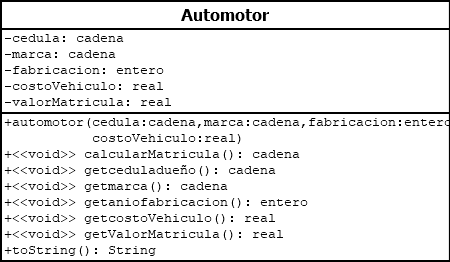 Automotor
-cedula: cadena
-marca: cadena
-fabricacion: entero
-costoVehiculo: real
-valorMatricula: real
+automotor(cedula:cadena,marca:cadena,fabricacion:entero
costoVehiculo:real)
+<<void>> calcularMatricula(): cadena
+<<void>> getceduladueño(): cadena
+<<void>> getmarca(): cadena
+<<void>> getaniofabricacion(): entero
+<<void>> getcostoVehiculo(): real
+<<void>> getValorMatricula(): real
+toString(): String